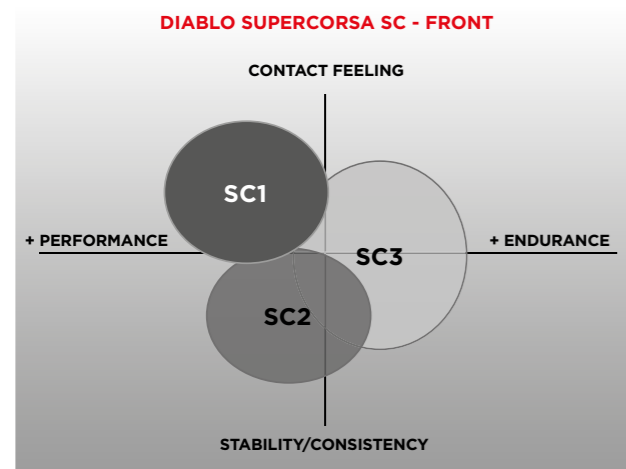 DIABLO SUPERCORSA SC - FRONT
CONTACT FEELING
SC1
+ PERFORMANCE
+ ENDURANCE
SC3
SC2
STABILITY/CONSISTENCY